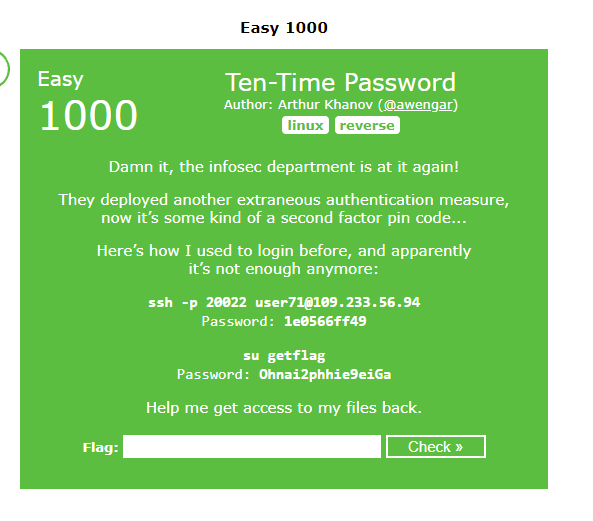 Easy 1000
Easy
1000
Ten-Time Password
Author: Arthur Khanov (@awengar)
linux reverse
Damn it, the infosec department is at it again!
They deployed another extraneous authentication measure,
now it’s some kind of a second factor pin code...
Here’s how I used to login before, and apparently
it’s not enough anymore:
ssh -p 20022 user71@109.233.56.94
Password: 1e0566ff49
su getflag
Password: Ohnai2phhie9eiGa
Help me get access to my files back.
Flag: Check »